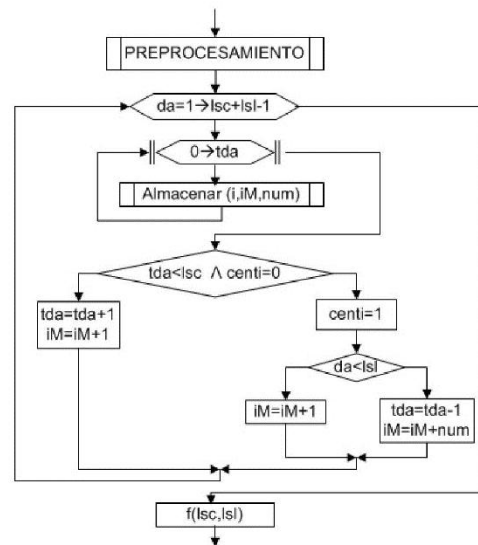 PREPROCESAMIENTO
da=1→lsc+lsl-1
0→tda
Almacenar (i,iM,num)
tda<lsc Λ centi=0
tda=tda+1
iM=iM+1
centi=1
da<lsl
iM=iM+1
tda=tda-1
iM=iM+num
f(lsc,lsl)